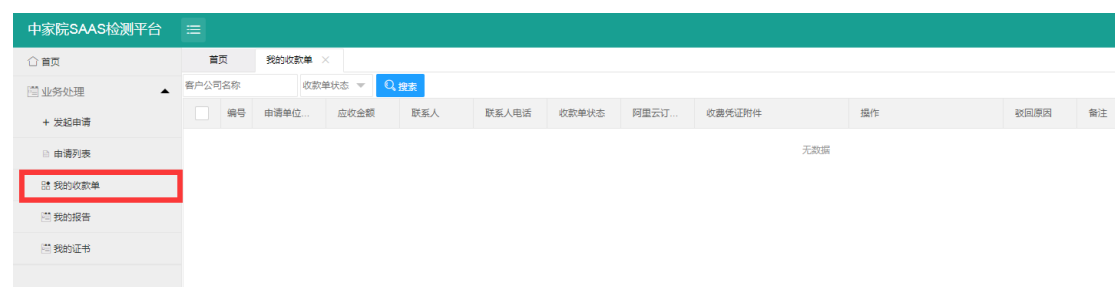 中家院SAAS检测平台
首页
业务处理
+ 发起申请
申请列表
我的收款单
我的报告
我的证书
首页 我的收款单 ×
客户公司名称 收款单状态 搜索
编号 申请单位... 应收金额 联系人 联系人电话 收款单状态 阿里云订... 收费凭证附件 操作 驳回原因 备注
无数据